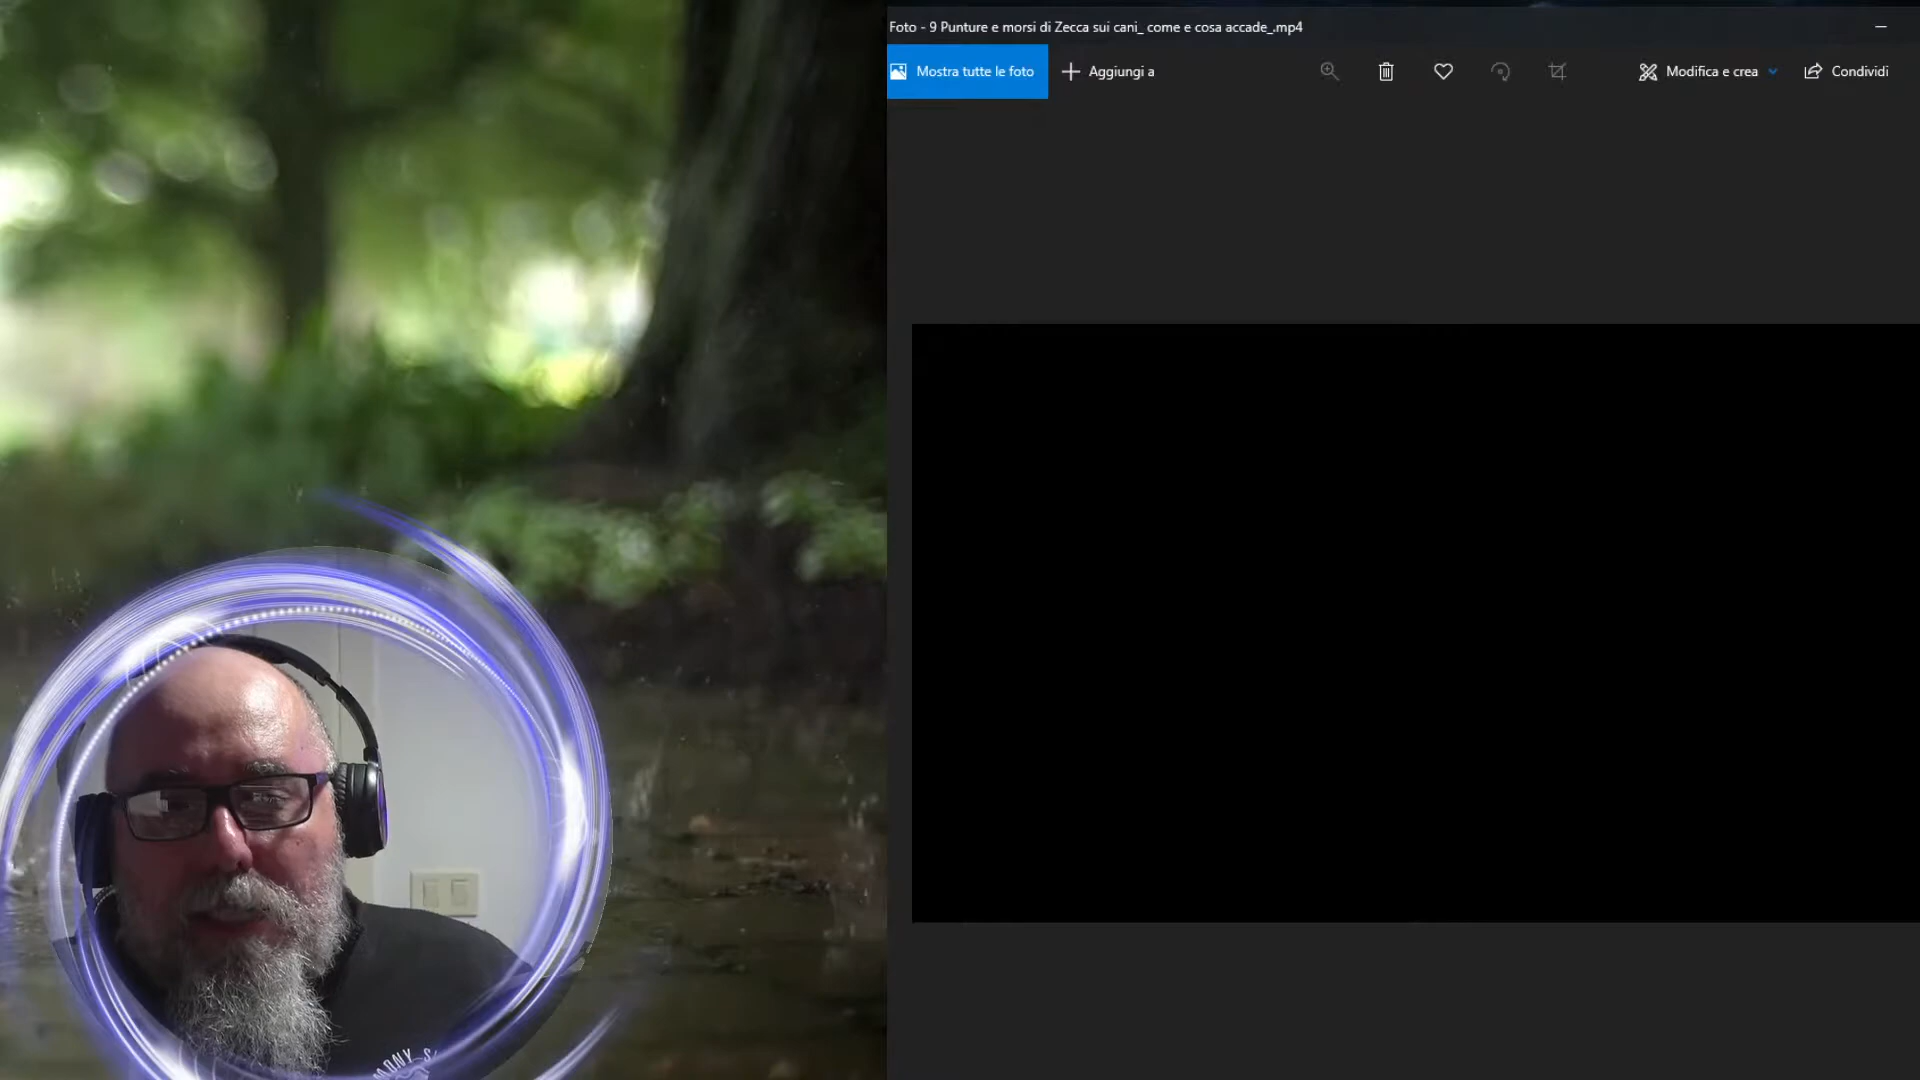 Foto - 9 Punture e morsi di Zecca sui cani_ come e cosa accade_.mp4
Mostra tutte le foto
Aggiungi a
Modifica e crea
Condividi